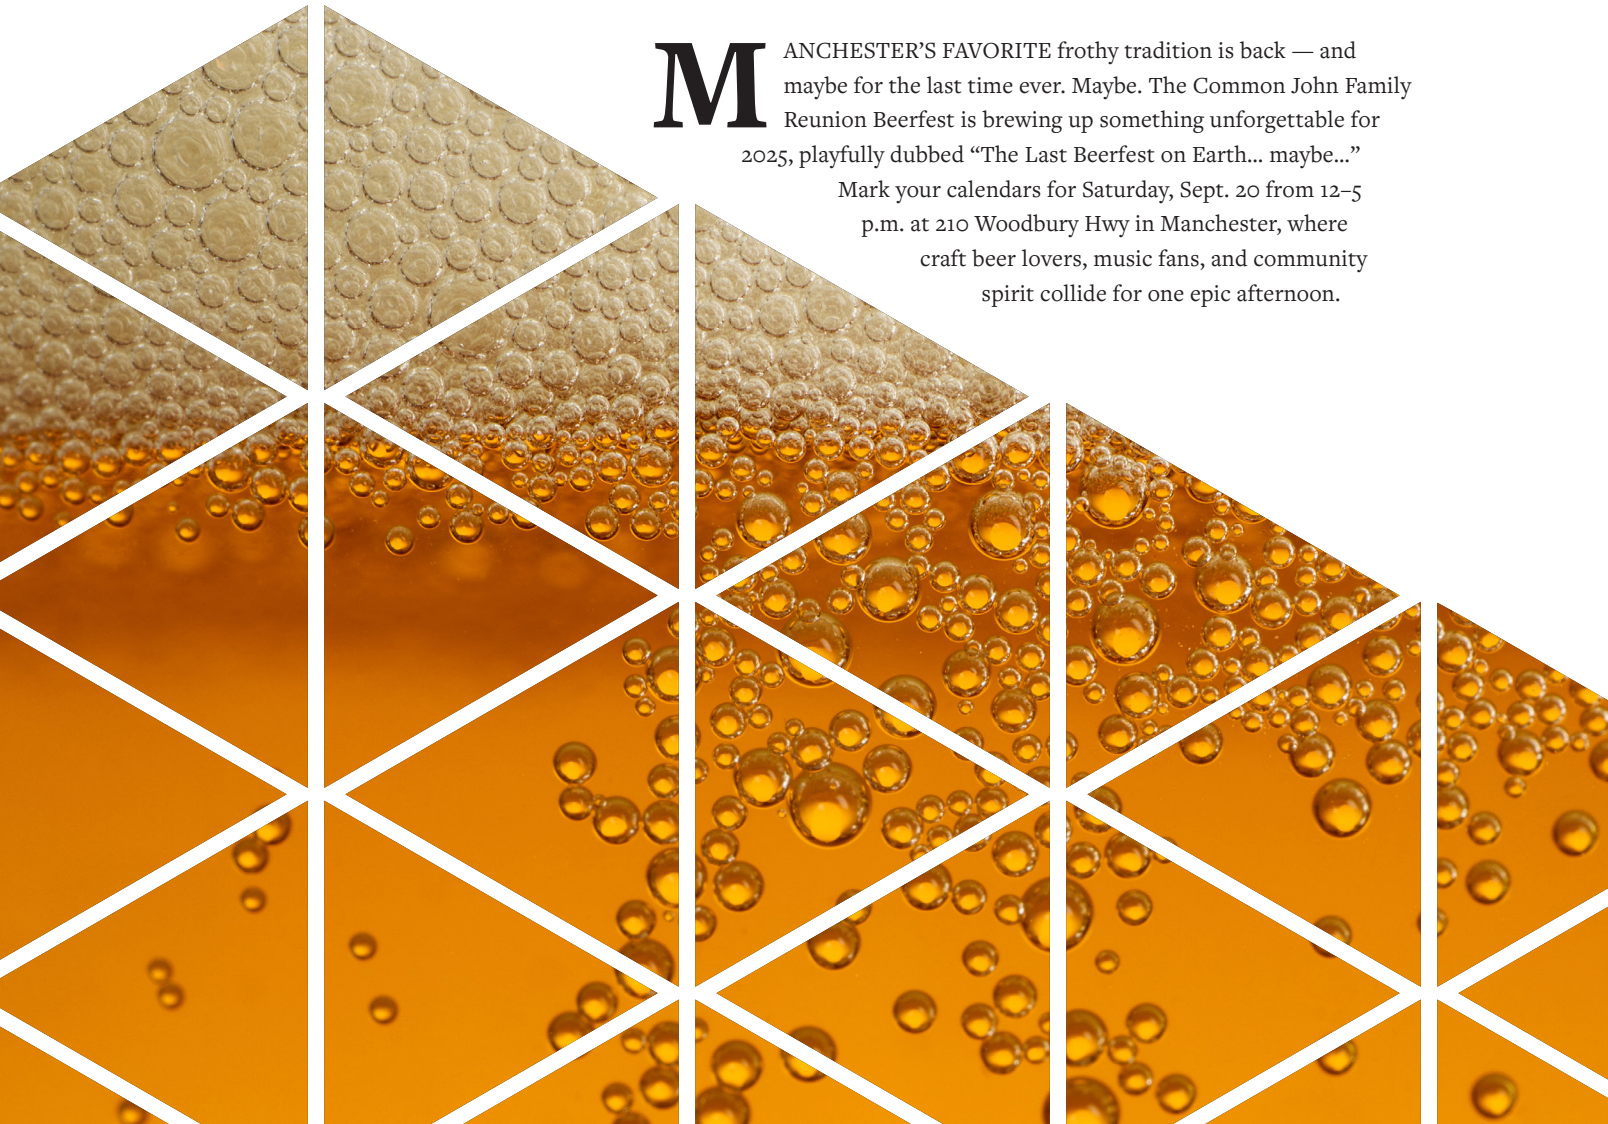 MANCHESTER’S FAVORITE frothy tradition is back — and
maybe for the last time ever. Maybe. The Common John Family
Reunion Beerfest is brewing up something unforgettable for
2025, playfully dubbed “The Last Beerfest on Earth… maybe…”
Mark your calendars for Saturday, Sept. 20 from 12–5
p.m. at 210 Woodbury Hwy in Manchester, where
craft beer lovers, music fans, and community
spirit collide for one epic afternoon.